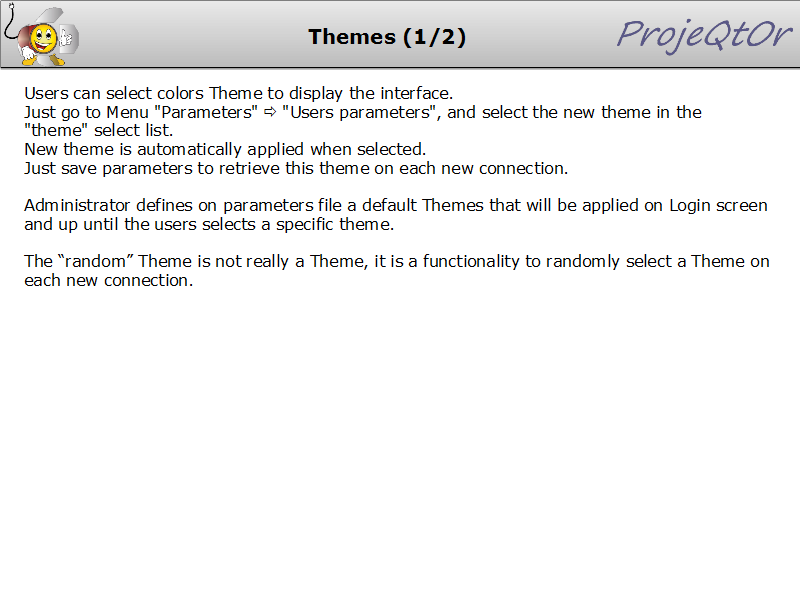 Themes (1/2)
ProjeQtOr
Users can select colors Theme to display the interface.
Just go to Menu "Parameters" ⇨ "Users parameters", and select the new theme in the
"theme" select list.
New theme is automatically applied when selected.
Just save parameters to retrieve this theme on each new connection.
Administrator defines on parameters file a default Themes that will be applied on Login screen
and up until the users selects a specific theme.
The “random” Theme is not really a Theme, it is a functionality to randomly select a Theme on
each new connection.